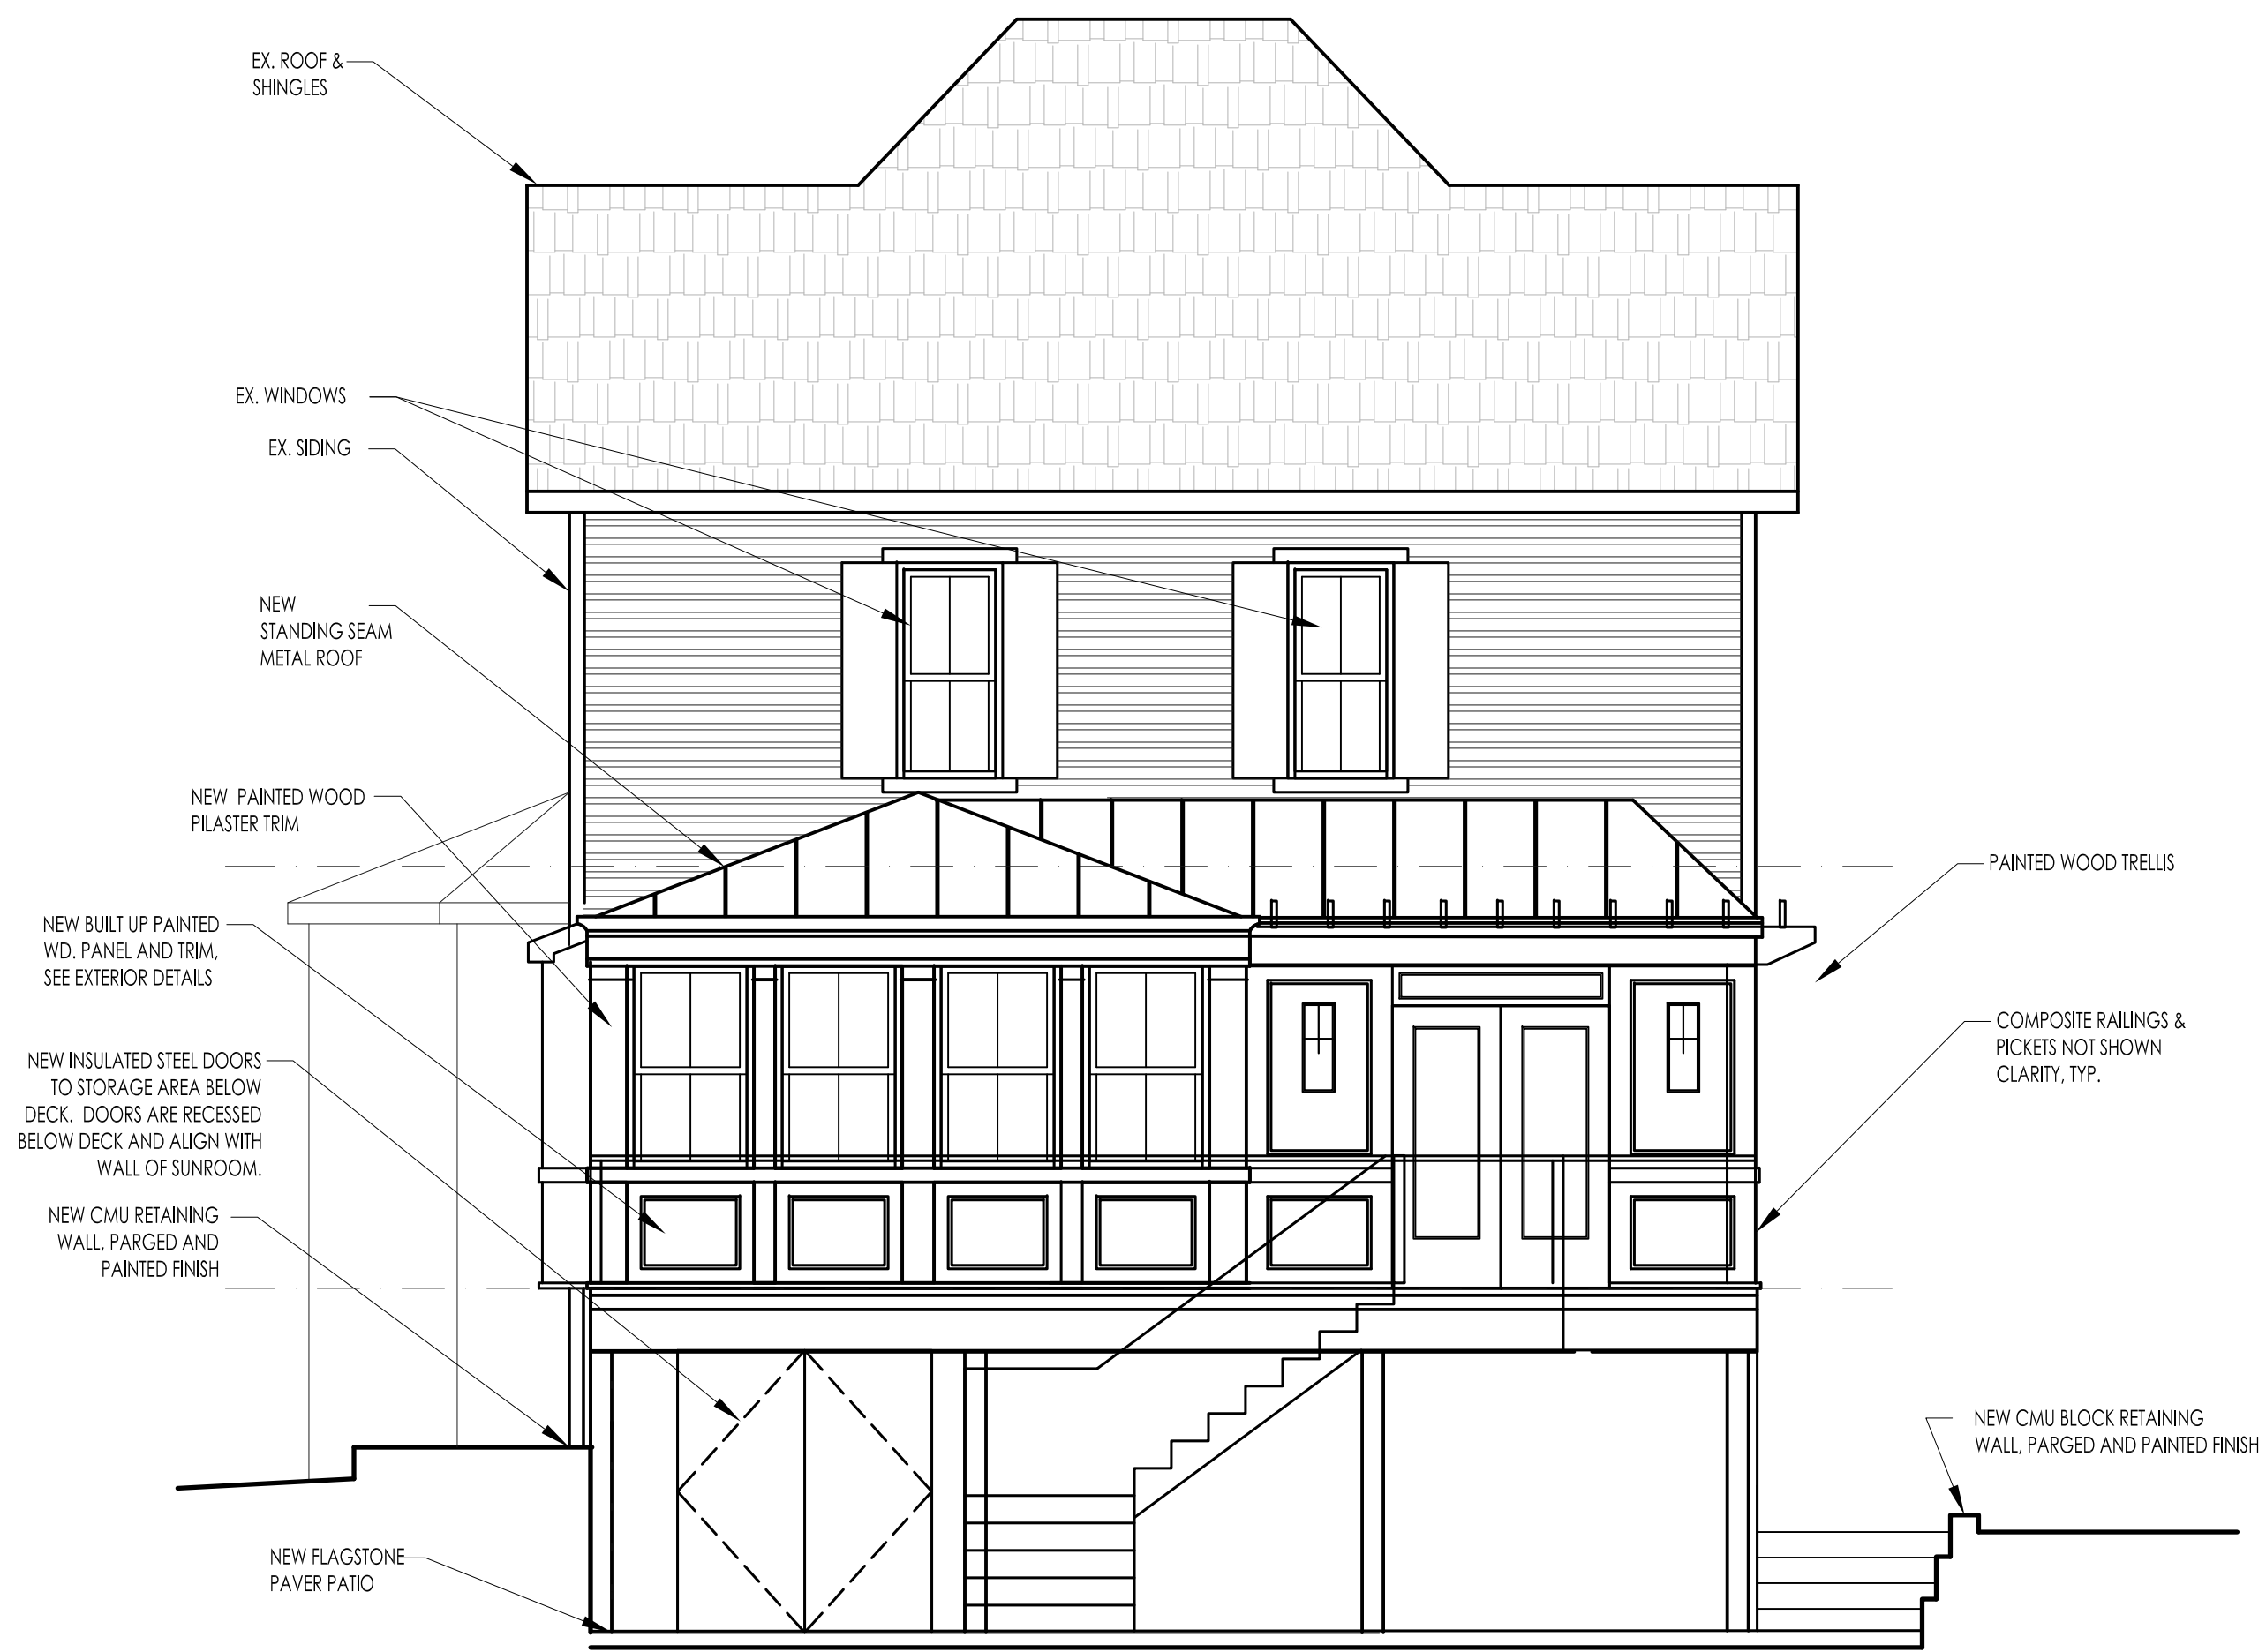 EX. ROOF &
SHINGLES
EX. WINDOWS
EX. SIDING
NEW
STANDING SEAM
METAL ROOF
NEW PAINTED WOOD
PILASTER TRIM
NEW BUILT UP PAINTED
WD. PANEL AND TRIM,
SEE EXTERIOR DETAILS
NEW INSULATED STEEL DOORS
TO STORAGE AREA BELOW
DECK. DOORS ARE RECESSED
BELOW DECK AND ALIGN WITH
WALL OF SUNROOM.
NEW CMU RETAINING
WALL, PARGED AND
PAINTED FINISH
NEW FLAGSTONE
PAVER PATIO
PAINTED WOOD TRELLIS
COMPOSITE RAILINGS &
PICKETS NOT SHOWN
CLARITY, TYP.
NEW CMU BLOCK RETAINING
WALL, PARGED AND PAINTED FINISH